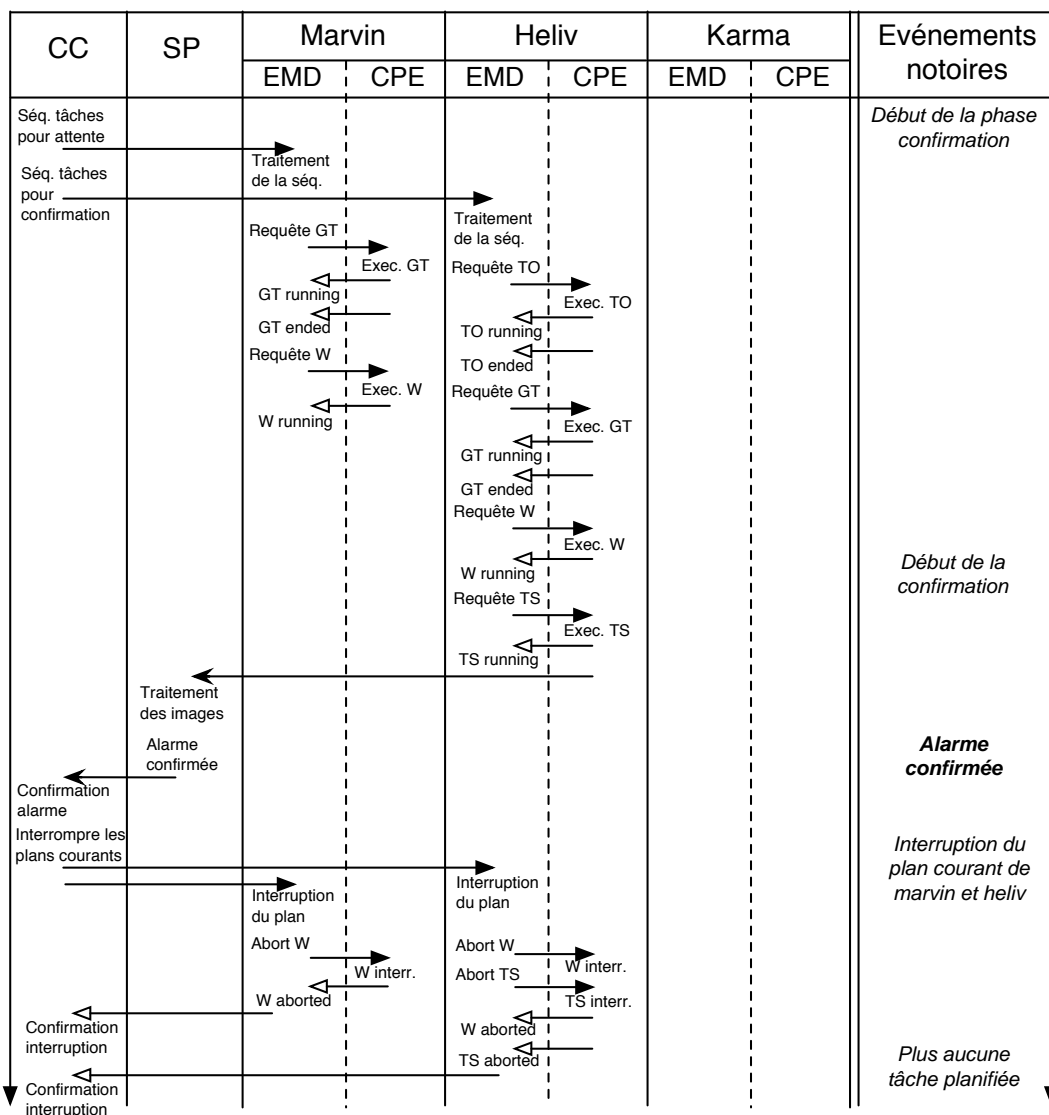 CC
SP
Marvin
Heliv
Karma
Evénements
notoires
EMD
CPE
EMD
CPE
EMD
CPE
Séq. tâches
pour attente
Début de la phase
confirmation
Traitement
de la séq.
Séq. tâches
pour
confirmation
Traitement
de la séq.
Requête GT
Exec. GT
Requête TO
GT running
Exec. TO
GT ended
TO running
Requête W
TO ended
Exec. W
Requête GT
W running
Exec. GT
GT running
GT ended
Requête W
Exec. W
W running
Début de la
confirmation
Requête TS
Exec. TS
TS running
Traitement
des images
Alarme
confirmée
Alarme
confirmée
Confirmation
alarme
Interrompre les
plans courants
Interruption du
plan courant de
marvin et heliv
Interruption
du plan
Interruption
du plan
Abort W
Abort W
W interr.
W interr.
Abort TS
W aborted
TS interr.
Confirmation
interruption
W aborted
TS aborted
Plus aucune
tâche planifiée
Confirmation
interruption